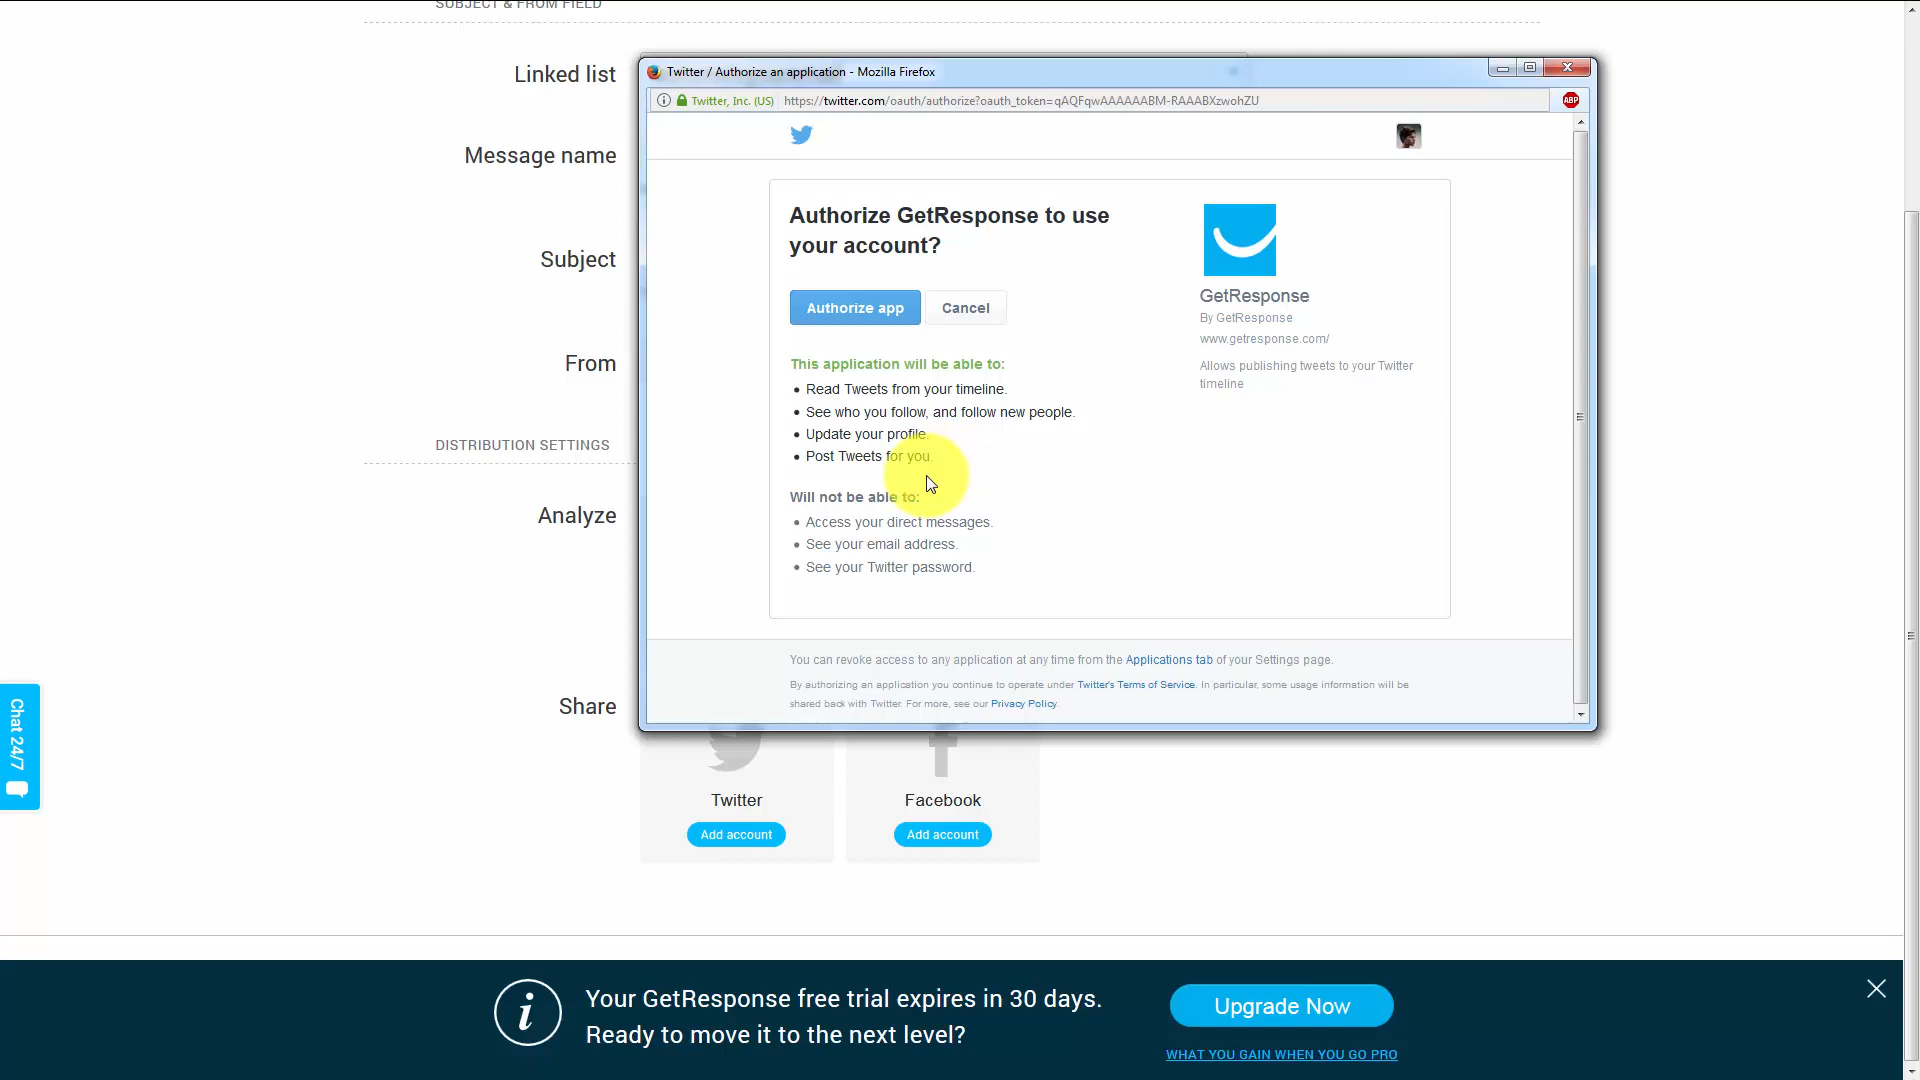 SUBJECT & FROM FIELD
Linked list
Message name
Subject
From
DISTRIBUTION SETTINGS
Analyze
Share
Twitter / Authorize an application - Mozilla Firefox
Twitter, Inc. (US) https://twitter.com/oauth/authorize?oauth_token=qAQFqwAAAAAABM-RAAABXzwohZU
ABP
Authorize GetResponse to use
your account?
Authorize app Cancel
This application will be able to:
• Read Tweets from your timeline.
• See who you follow, and follow new people.
• Update your profile.
• Post Tweets for you.
Will not be able to:
• Access your direct messages.
• See your email address.
• See your Twitter password.
GetResponse
By GetResponse
www.getresponse.com/
Allows publishing tweets to your Twitter
timeline
You can revoke access to any application at any time from the Applications tab of your Settings page.
By authorizing an application you continue to operate under Twitter's Terms of Service. In particular, some usage information will be
shared back with Twitter. For more, see our Privacy Policy.
Twitter
Add account
Facebook
Add account
Chat 24/7
Your GetResponse free trial expires in 30 days.
Ready to move it to the next level?
Upgrade Now
WHAT YOU GAIN WHEN YOU GO PRO